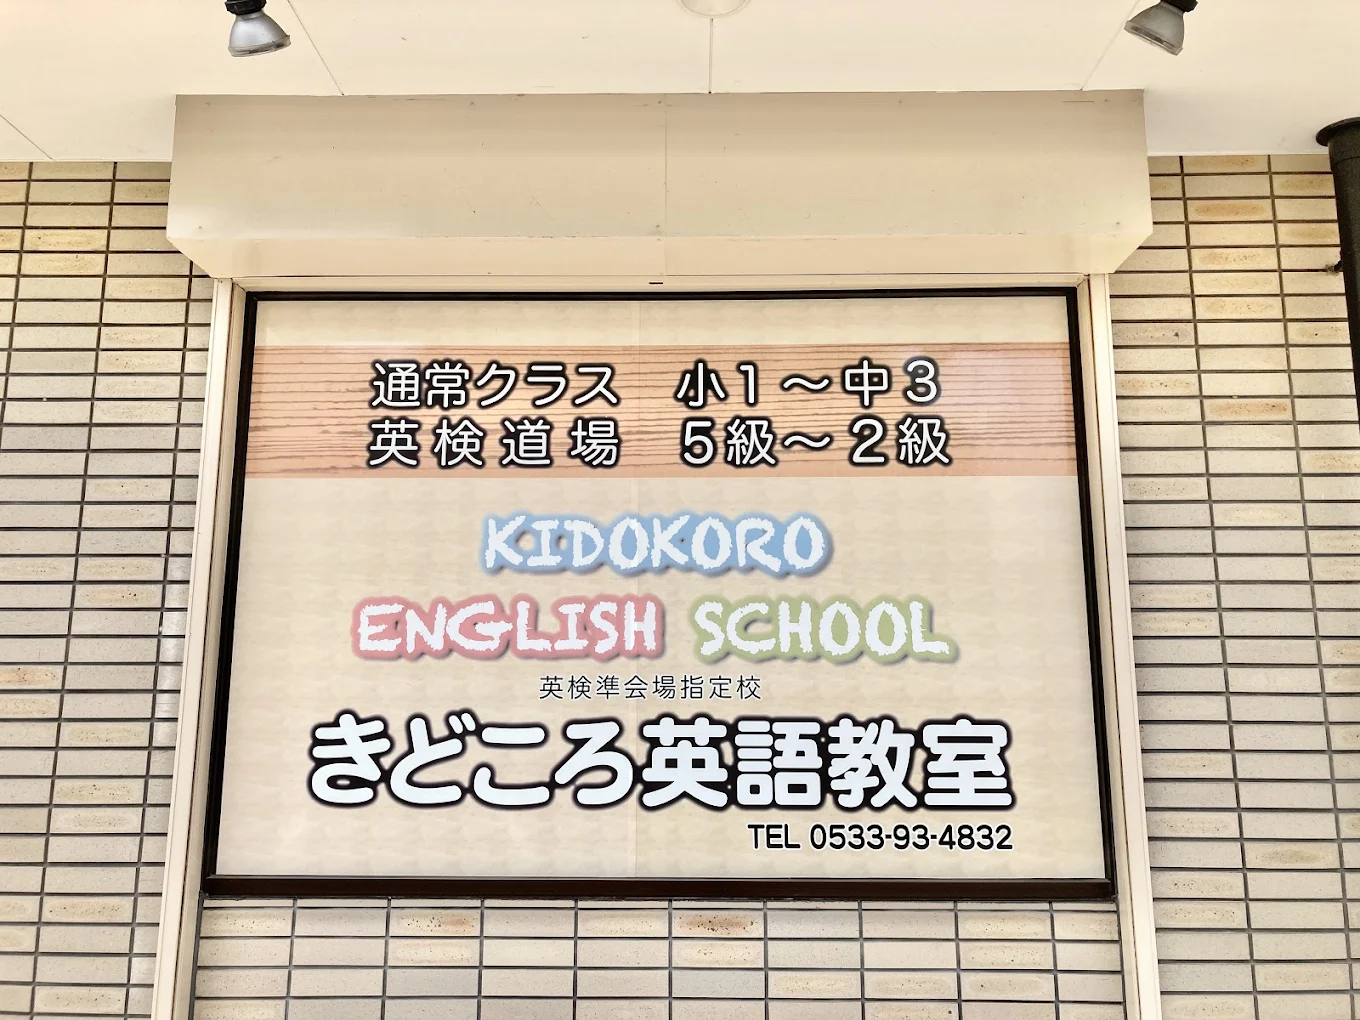 通常クラス　小1～中3
英検道場　5級～2級
KIDOKORO
ENGLISH SCHOOL
英検準会場指定校
きどころ英語教室
TEL 0533-93-4832